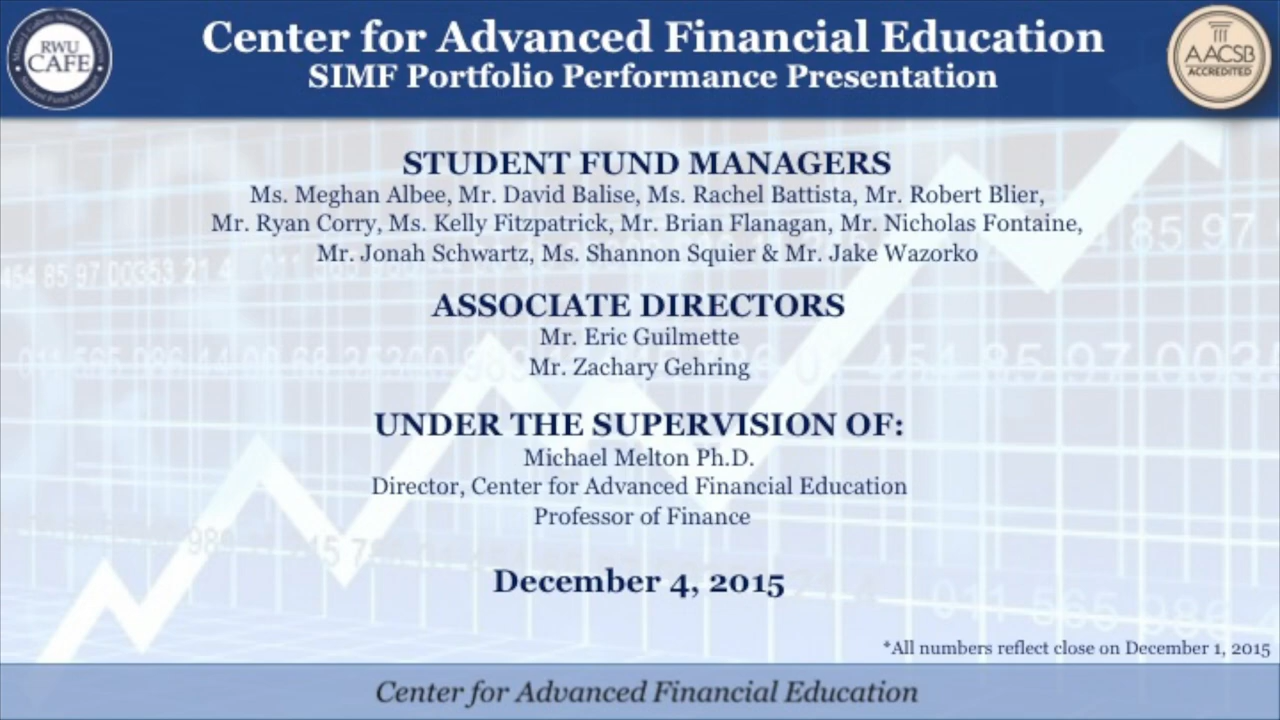 RWU
CAFE
Center for Advanced Financial Education
SIMF Portfolio Performance Presentation
AACSB
ACCREDITED
STUDENT FUND MANAGERS
Ms. Meghan Albee, Mr. David Balise, Ms. Rachel Battista, Mr. Robert Blier,
Mr. Ryan Corry, Ms. Kelly Fitzpatrick, Mr. Brian Flanagan, Mr. Nicholas Fontaine,
Mr. Jonah Schwartz, Ms. Shannon Squier & Mr. Jake Wazorko
ASSOCIATE DIRECTORS
Mr. Eric Guilmette
Mr. Zachary Gehring
UNDER THE SUPERVISION OF:
Michael Melton Ph.D.
Director, Center for Advanced Financial Education
Professor of Finance
December 4, 2015
*All numbers reflect close on December 1, 2015
Center for Advanced Financial Education